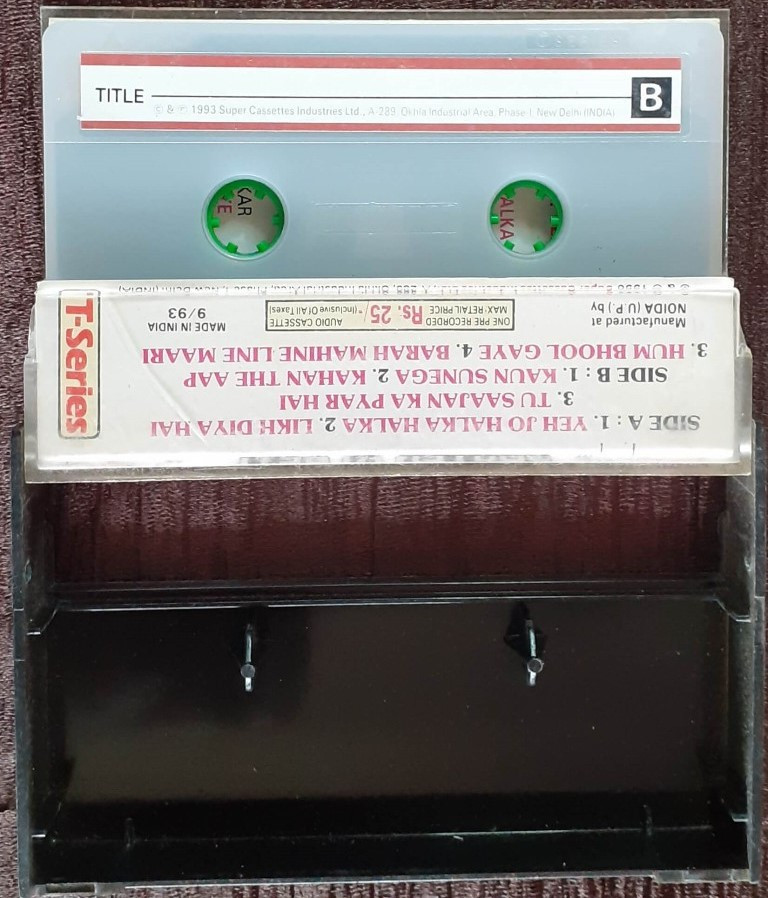 TITLE B
© & ℗ 1993 Super Cassettes Industries Ltd., A-289, Okhla Industrial Area, Phase-I, New Delhi (INDIA)
KAR
ALKA
SIDE A : 1. YEH JO HALKA HALKA 2. LIKH DIYA HAI
3. TU SAAJAN KA PYAR HAI
SIDE B : 1. KAUN SUNEGA 2. KAHAN THE AAP
3. HUM BHOOL GAYE 4. BARAH MAHINE LINE MAARI
Manufactured at
NOIDA (U.P.) by
ONE PRE RECORDED AUDIO CASSETTE
MAX. RETAIL PRICE Rs. 25/- (Inclusive Of All Taxes)
MADE IN INDIA
9/93
T-Series